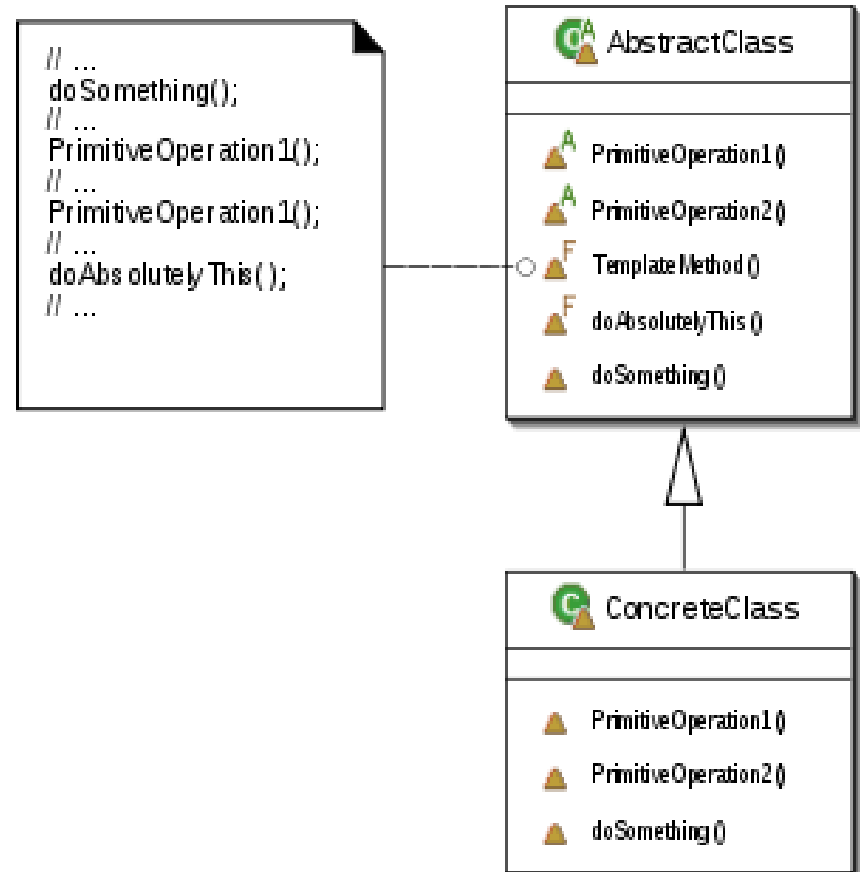 // ...
doSomething();
// ...
PrimitiveOperation1();
// ...
PrimitiveOperation1();
// ...
doAbsolutelyThis();
// ...
C A AbstractClass
A PrimitiveOperation1()
A PrimitiveOperation2()
F TemplateMethod()
F doAbsolutelyThis()
doSomething()
C ConcreteClass
PrimitiveOperation1()
PrimitiveOperation2()
doSomething()